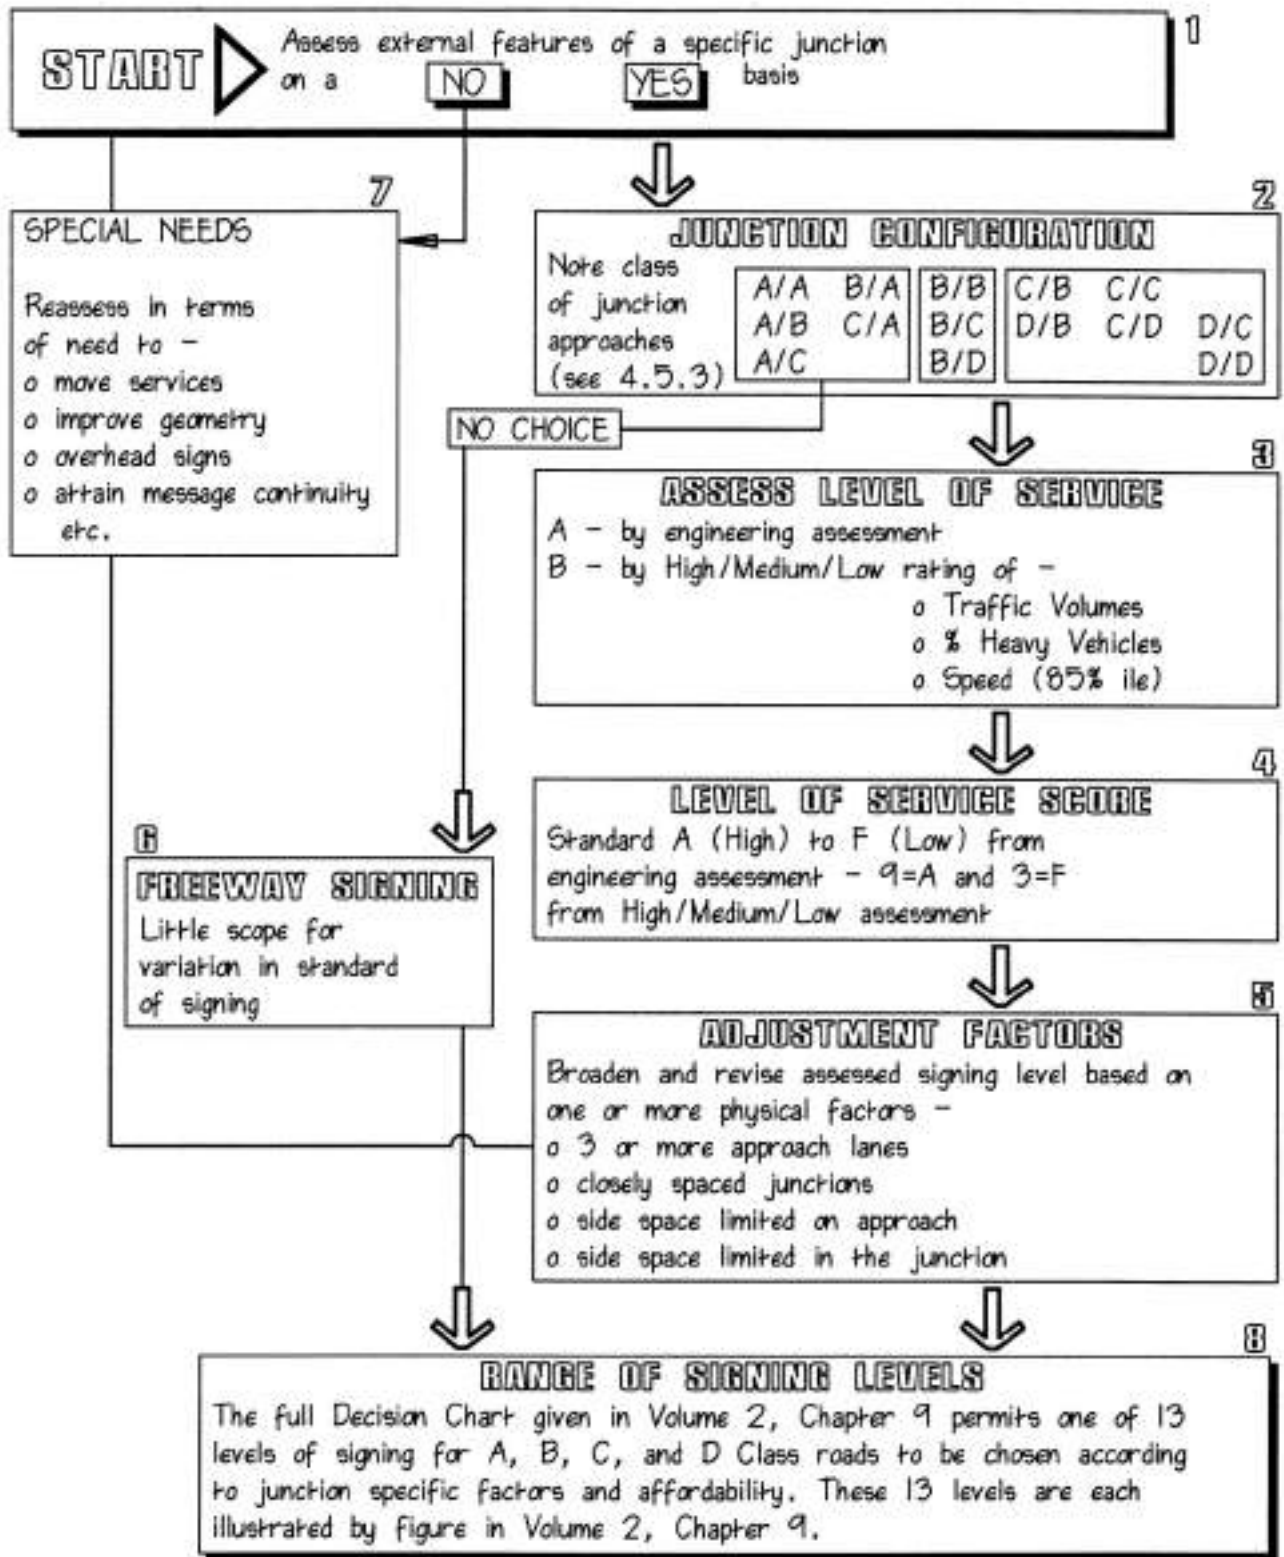 1
START Assess external features of a specific junction
on a NO YES basis
7
SPECIAL NEEDS
Reassess in terms
of need to -
o move services
o improve geometry
o overhead signs
o attain message continuity
etc.
2
JUNCTION CONFIGURATION
Note class
of junction
approaches
(see 4.5.3)
A/A B/A
A/B C/A
A/C
B/B
B/C
B/D
C/B C/C
D/B C/D D/C
D/D
NO CHOICE
3
ASSESS LEVEL OF SERVICE
A - by engineering assessment
B - by High/Medium/Low rating of -
o Traffic Volumes
o % Heavy Vehicles
o Speed (85% ile)
4
LEVEL OF SERVICE SCORE
Standard A (High) to F (Low) from
engineering assessment - 9=A and 3=F
from High/Medium/Low assessment
6
FREEWAY SIGNING
Little scope for
variation in standard
of signing
5
ADJUSTMENT FACTORS
Broaden and revise assessed signing level based on
one or more physical factors -
o 3 or more approach lanes
o closely spaced junctions
o side space limited on approach
o side space limited in the junction
8
RANGE OF SIGNING LEVELS
The full Decision Chart given in Volume 2, Chapter 9 permits one of 13
levels of signing for A, B, C, and D Class roads to be chosen according
to junction specific factors and affordability. These 13 levels are each
illustrated by figure in Volume 2, Chapter 9.